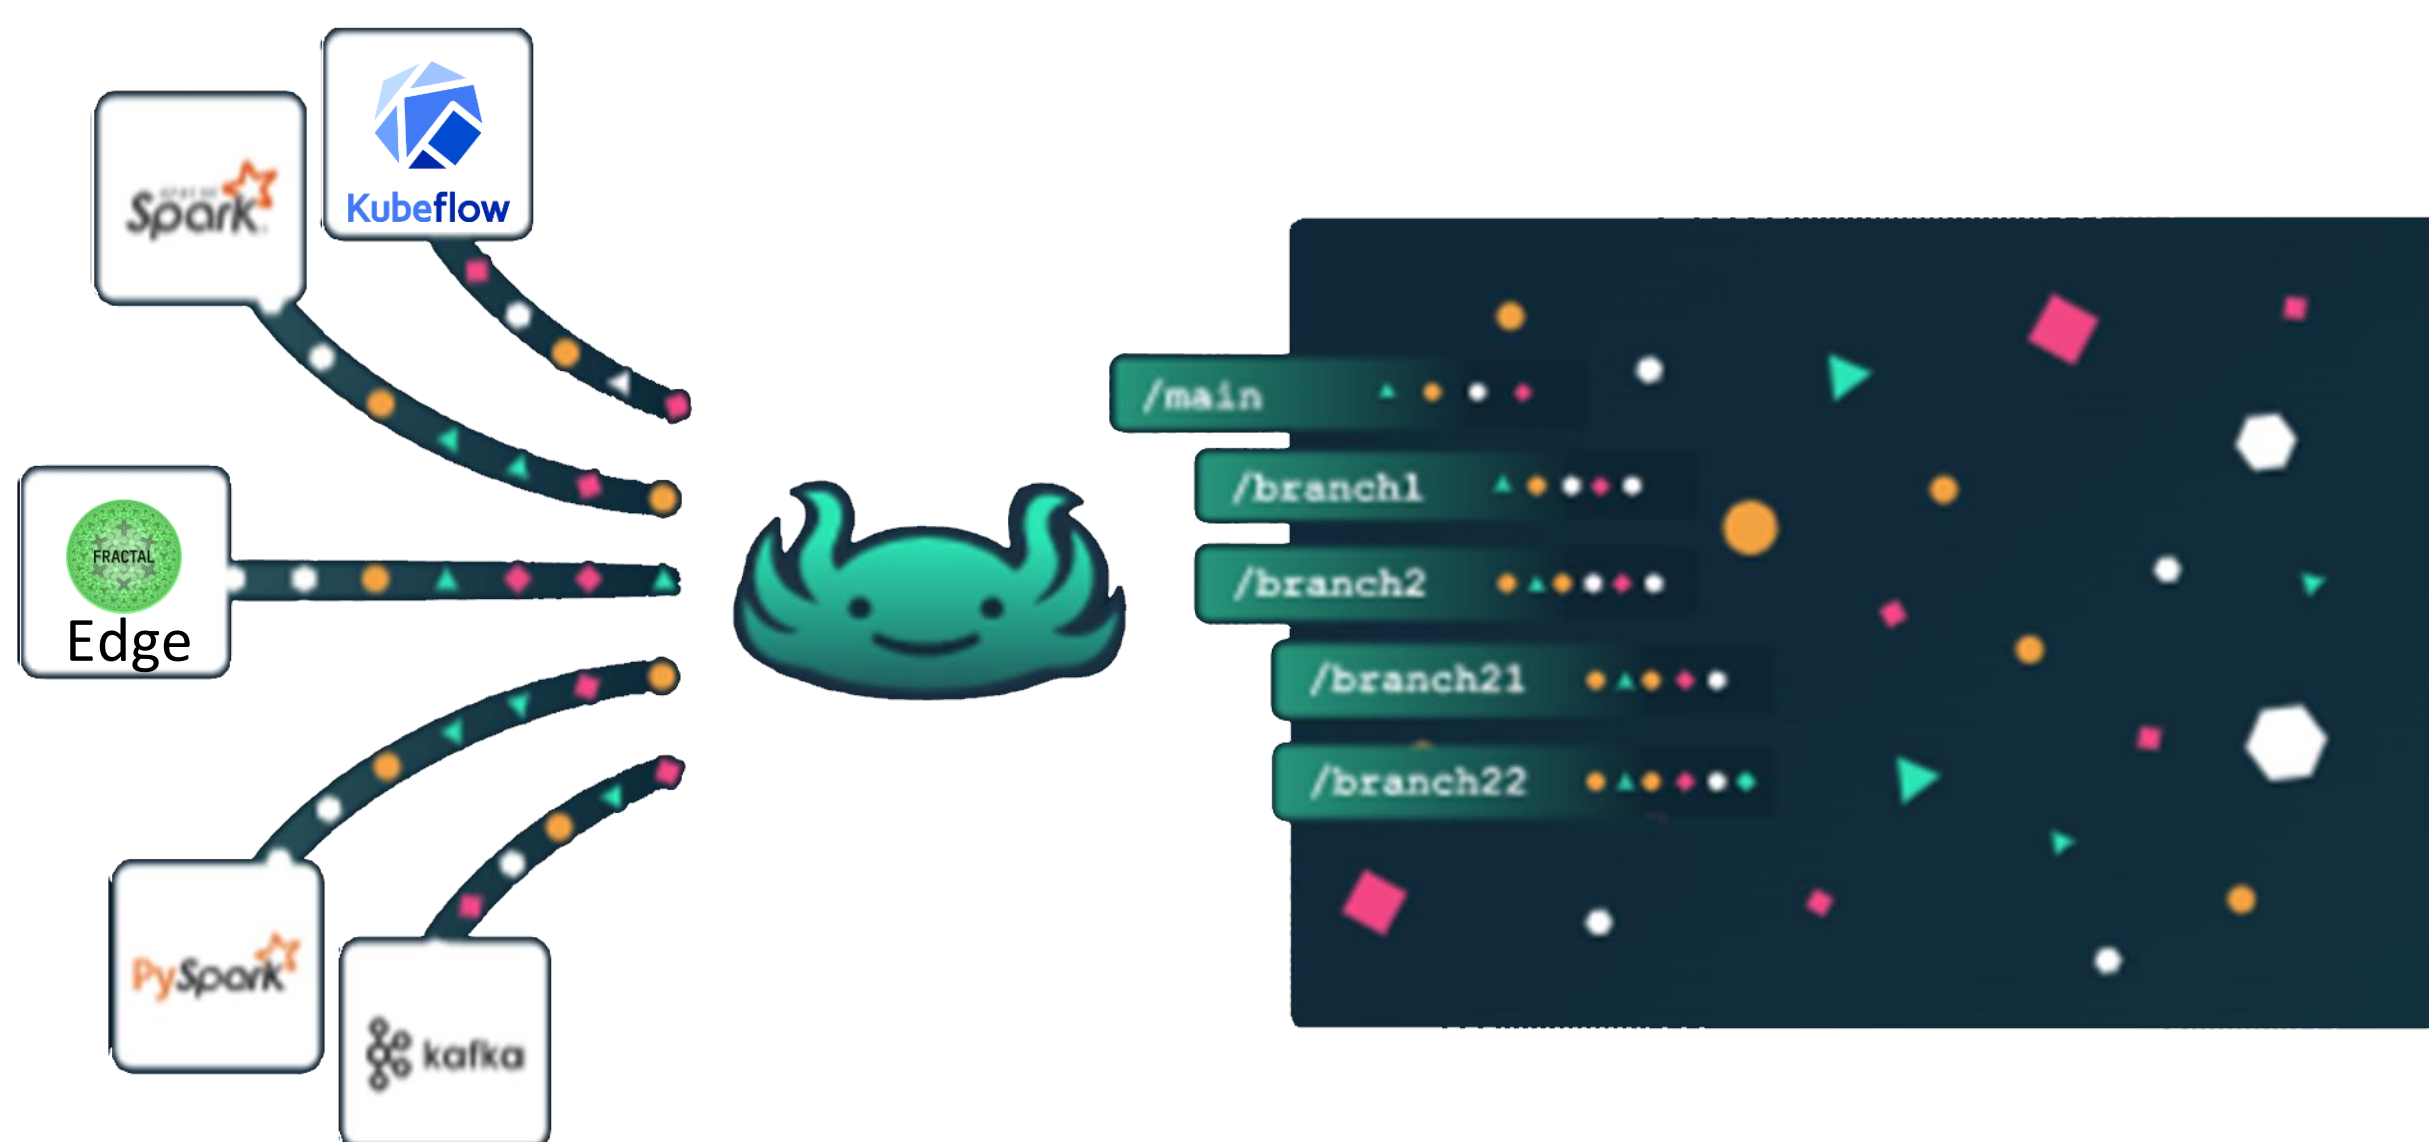 Kubeflow
Spark
FRACTAL
Edge
PySpark
kafka
/main
/branch1
/branch2
/branch21
/branch22